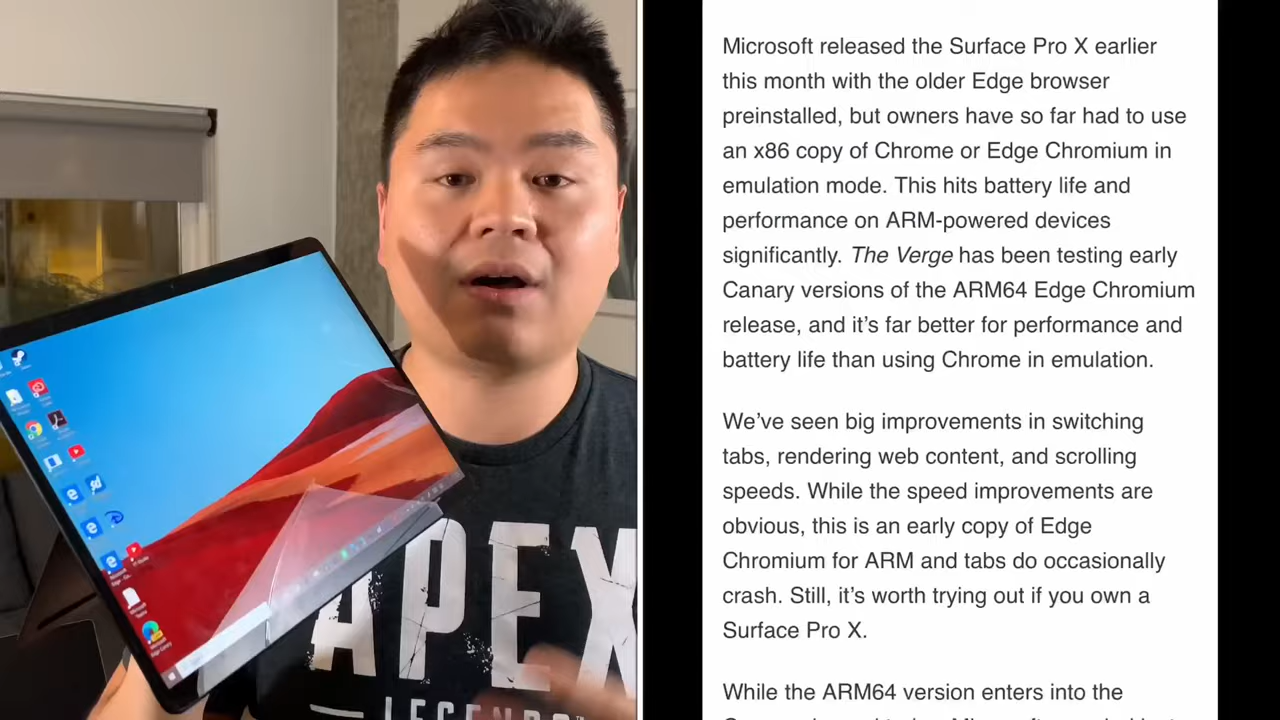 Microsoft released the Surface Pro X earlier
this month with the older Edge browser
preinstalled, but owners have so far had to use
an x86 copy of Chrome or Edge Chromium in
emulation mode. This hits battery life and
performance on ARM-powered devices
significantly. The Verge has been testing early
Canary versions of the ARM64 Edge Chromium
release, and it’s far better for performance and
battery life than using Chrome in emulation.
We’ve seen big improvements in switching
tabs, rendering web content, and scrolling
speeds. While the speed improvements are
obvious, this is an early copy of Edge
Chromium for ARM and tabs do occasionally
crash. Still, it’s worth trying out if you own a
Surface Pro X.
While the ARM64 version enters into the
APEX
LEGENDS